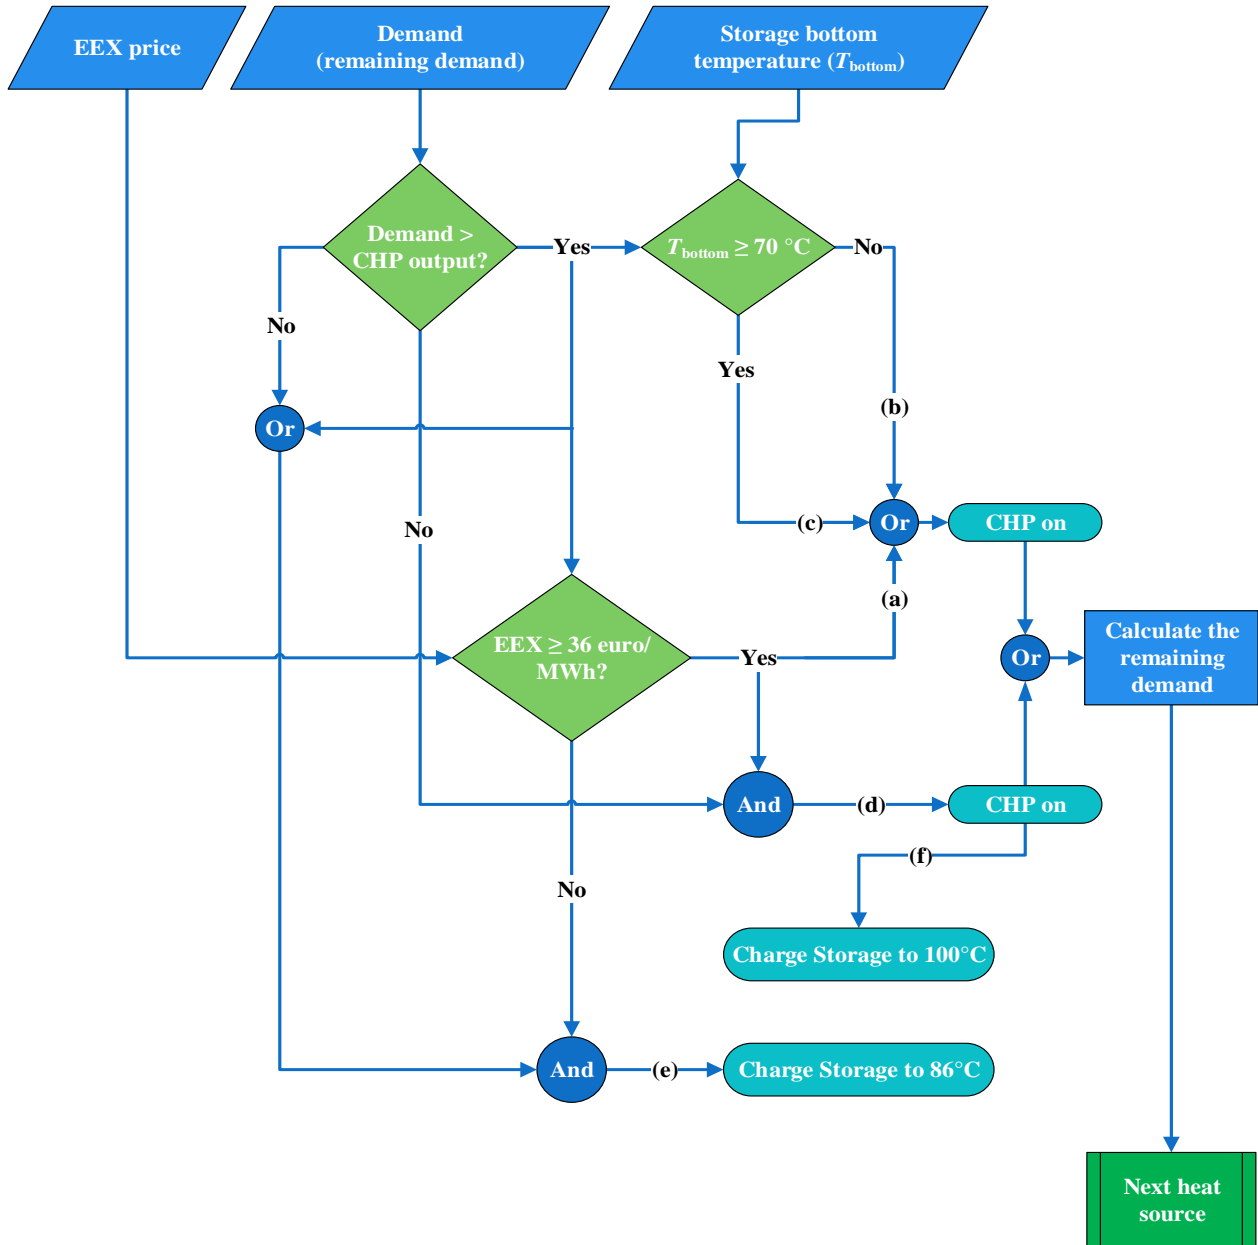 EEX price
Demand
(remaining demand)
Storage bottom
temperature (T_bottom)
Demand >
CHP output?
Yes
T_bottom ≥ 70 °C
No
No
Or
Yes
(b)
No
(c)
Or
CHP on
(a)
EEX ≥ 36 euro/
MWh?
Yes
Or
Calculate the
remaining
demand
And
(d)
CHP on
(f)
No
Charge Storage to 100°C
And
(e)
Charge Storage to 86°C
Next heat
source